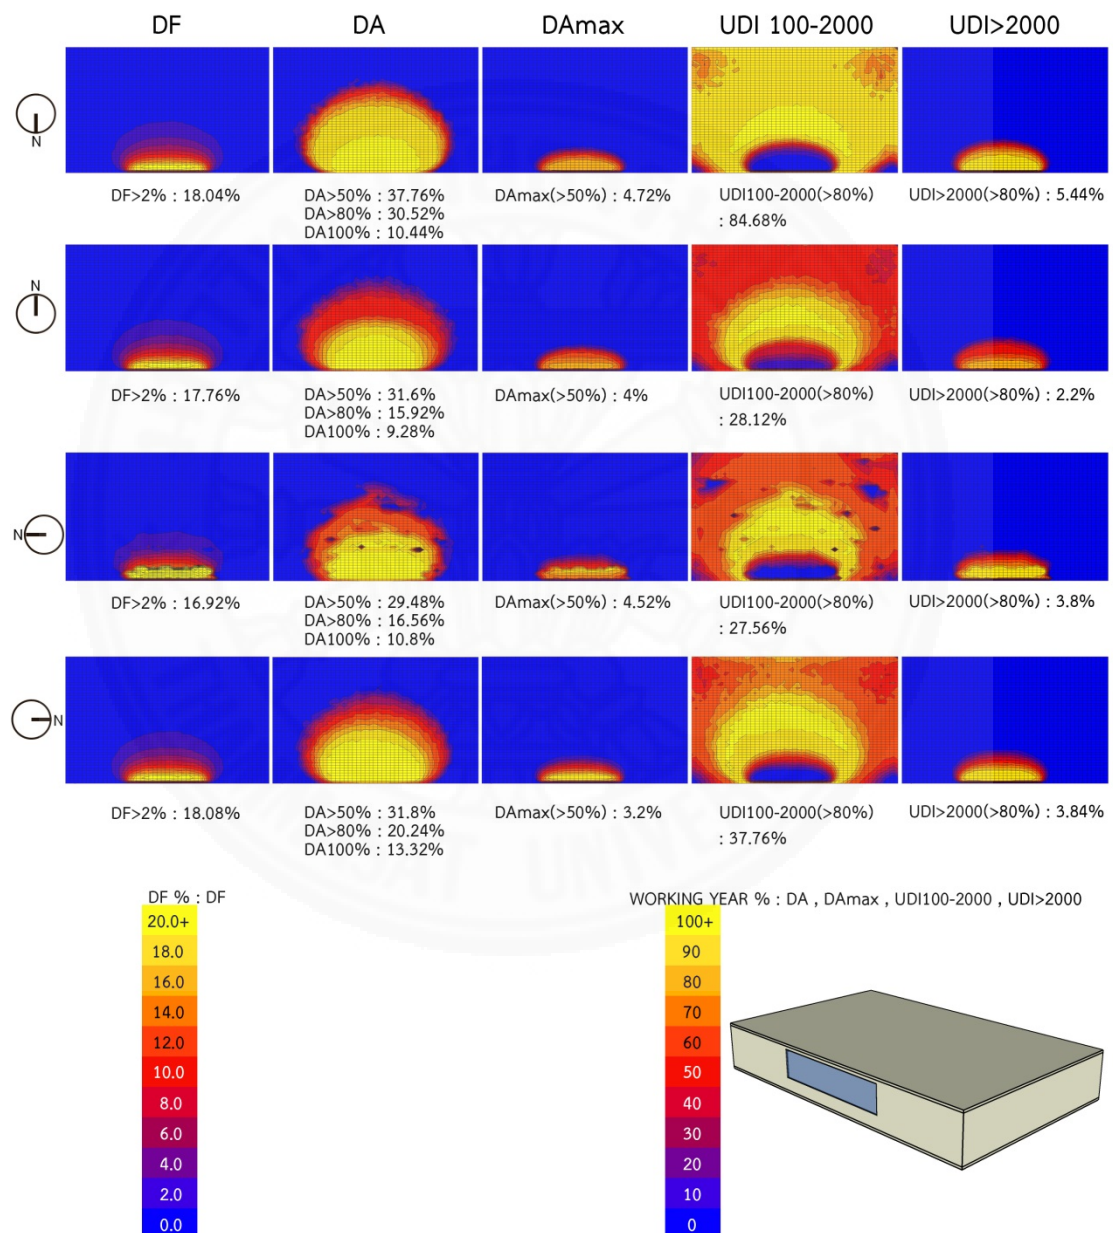 DF DA DAmax UDI 100-2000 UDI>2000
N
DF>2% : 18.04%
DA>50% : 37.76%
DA>80% : 30.52%
DA100% : 10.44%
DAmax(>50%) : 4.72%
UDI100-2000(>80%)
: 84.68%
UDI>2000(>80%) : 5.44%
N
DF>2% : 17.76%
DA>50% : 31.6%
DA>80% : 15.92%
DA100% : 9.28%
DAmax(>50%) : 4%
UDI100-2000(>80%)
: 28.12%
UDI>2000(>80%) : 2.2%
N
DF>2% : 16.92%
DA>50% : 29.48%
DA>80% : 16.56%
DA100% : 10.8%
DAmax(>50%) : 4.52%
UDI100-2000(>80%)
: 27.56%
UDI>2000(>80%) : 3.8%
N
DF>2% : 18.08%
DA>50% : 31.8%
DA>80% : 20.24%
DA100% : 13.32%
DAmax(>50%) : 3.2%
UDI100-2000(>80%)
: 37.76%
UDI>2000(>80%) : 3.84%
DF % : DF
20.0+
18.0
16.0
14.0
12.0
10.0
8.0
6.0
4.0
2.0
0.0
WORKING YEAR % : DA , DAmax , UDI100-2000 , UDI>2000
100+
90
80
70
60
50
40
30
20
10
0